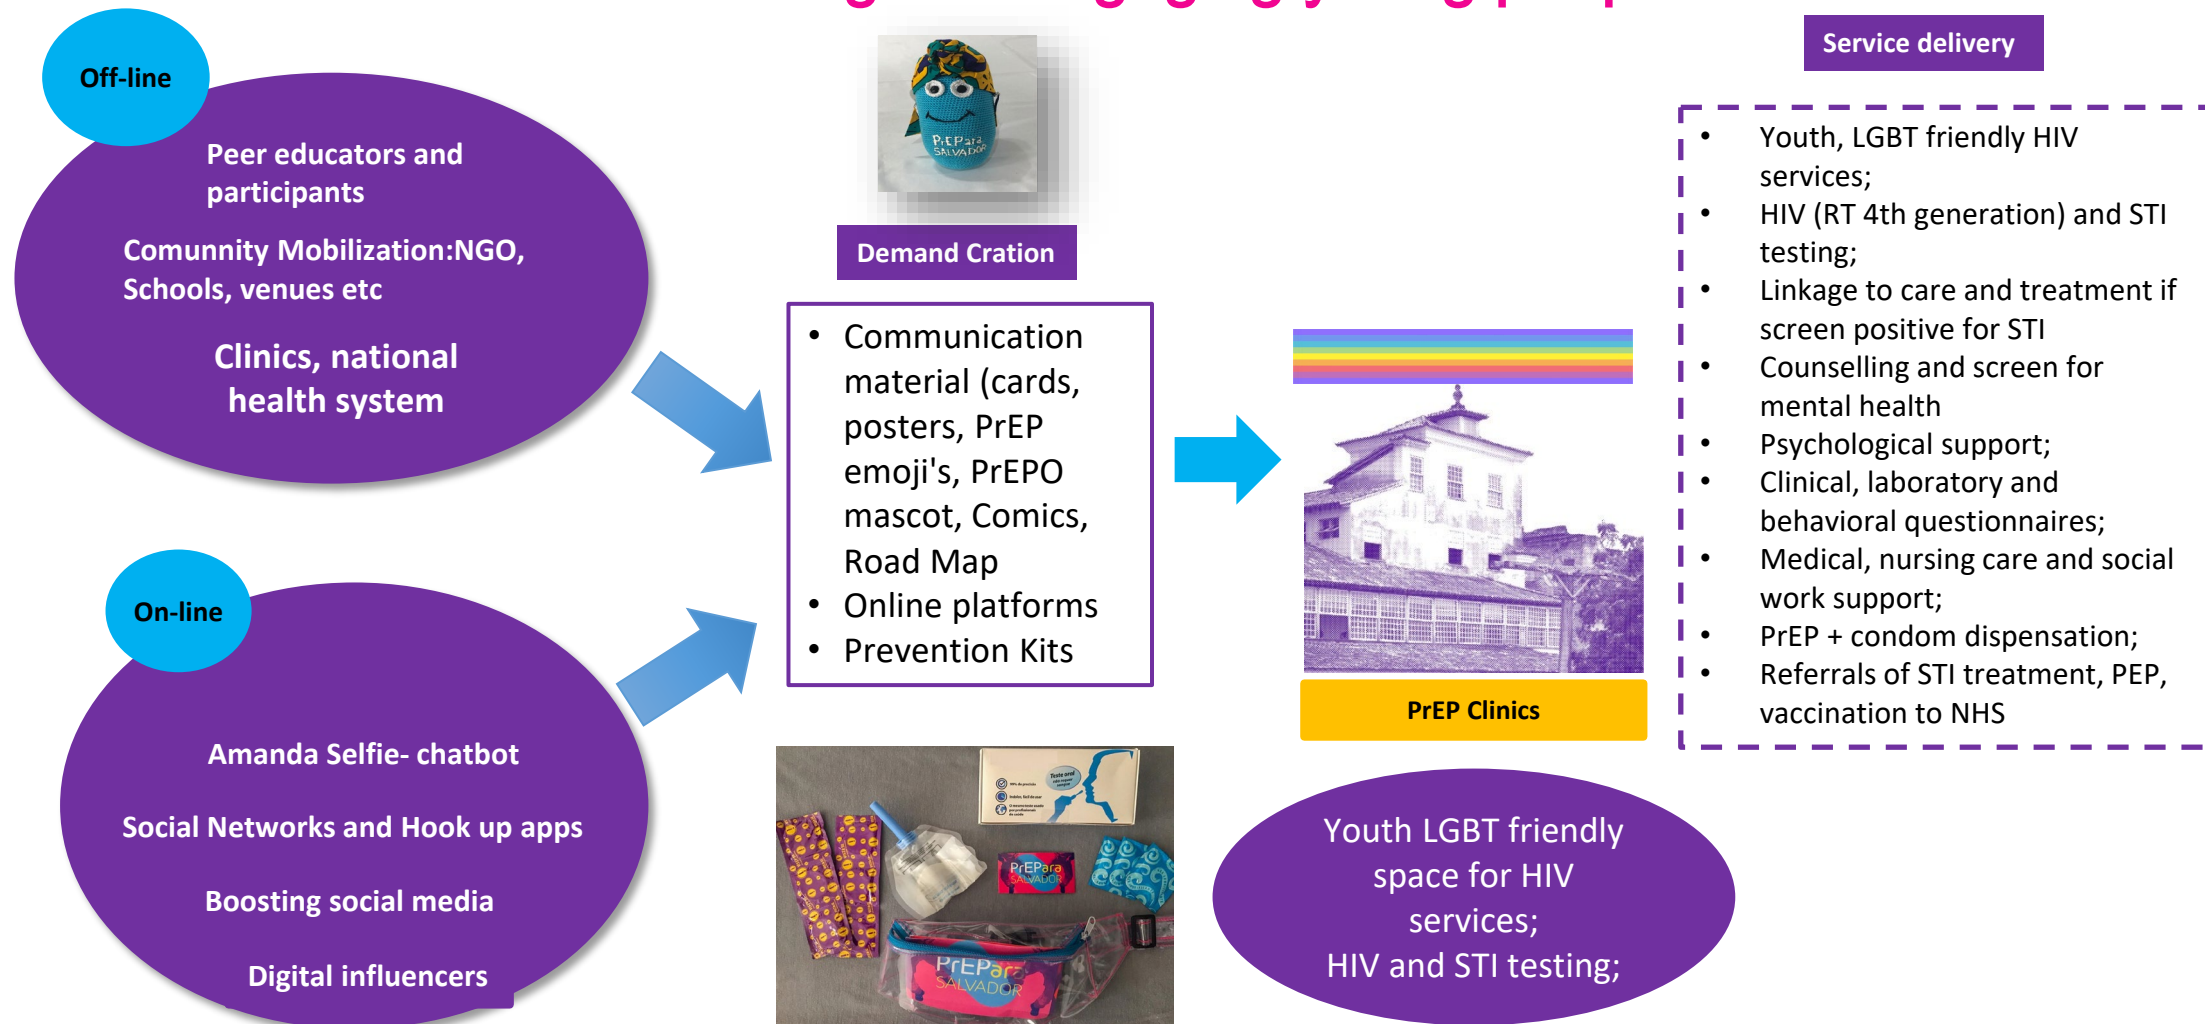 Off-line
Peer educators and
participants
Comunnity Mobilization:NGO,
Schools, venues etc
Clinics, national
health system
On-line
Amanda Selfie- chatbot
Social Networks and Hook up apps
Boosting social media
Digital influencers
PrEPara
SALVADOR
Demand Cration
• Communication
material (cards,
posters, PrEP
emoji's, PrEPO
mascot, Comics,
Road Map
• Online platforms
• Prevention Kits
Teste oral
PrEPara
SALVADOR
PrEPara
SALVADOR
PrEP Clinics
Youth LGBT friendly
space for HIV
services;
HIV and STI testing;
Service delivery
• Youth, LGBT friendly HIV
services;
• HIV (RT 4th generation) and STI
testing;
• Linkage to care and treatment if
screen positive for STI
• Counselling and screen for
mental health
• Psychological support;
• Clinical, laboratory and
behavioral questionnaires;
• Medical, nursing care and social
work support;
• PrEP + condom dispensation;
• Referrals of STI treatment, PEP,
vaccination to NHS